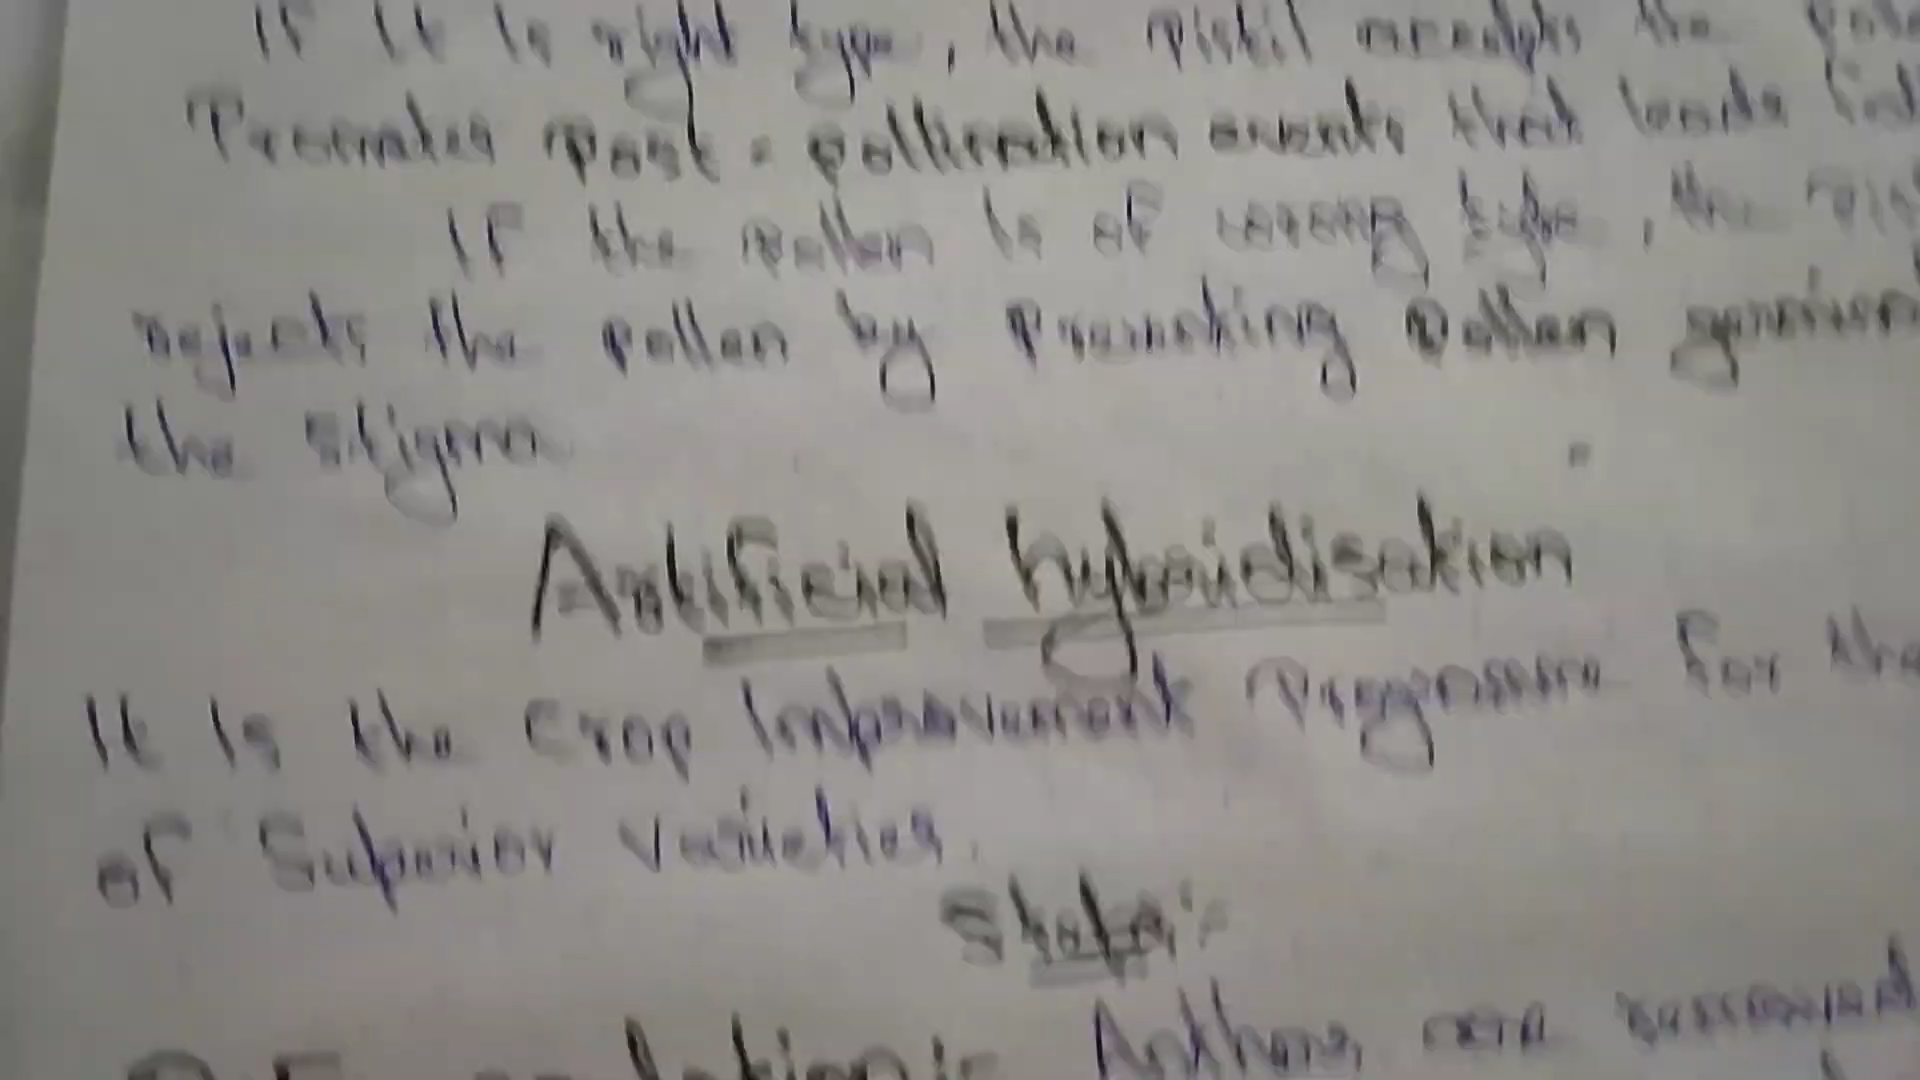 If it is right type, the pistil accepts the
Promotes post - pollination events that leads
If the pollen is of wrong type, the
rejects the pollen by Preventing pollen
the stigma
Artificial hybridisation
It is the crop Improvement Programme for the
of Superior varieties.
Steps:-
Anthers are removed